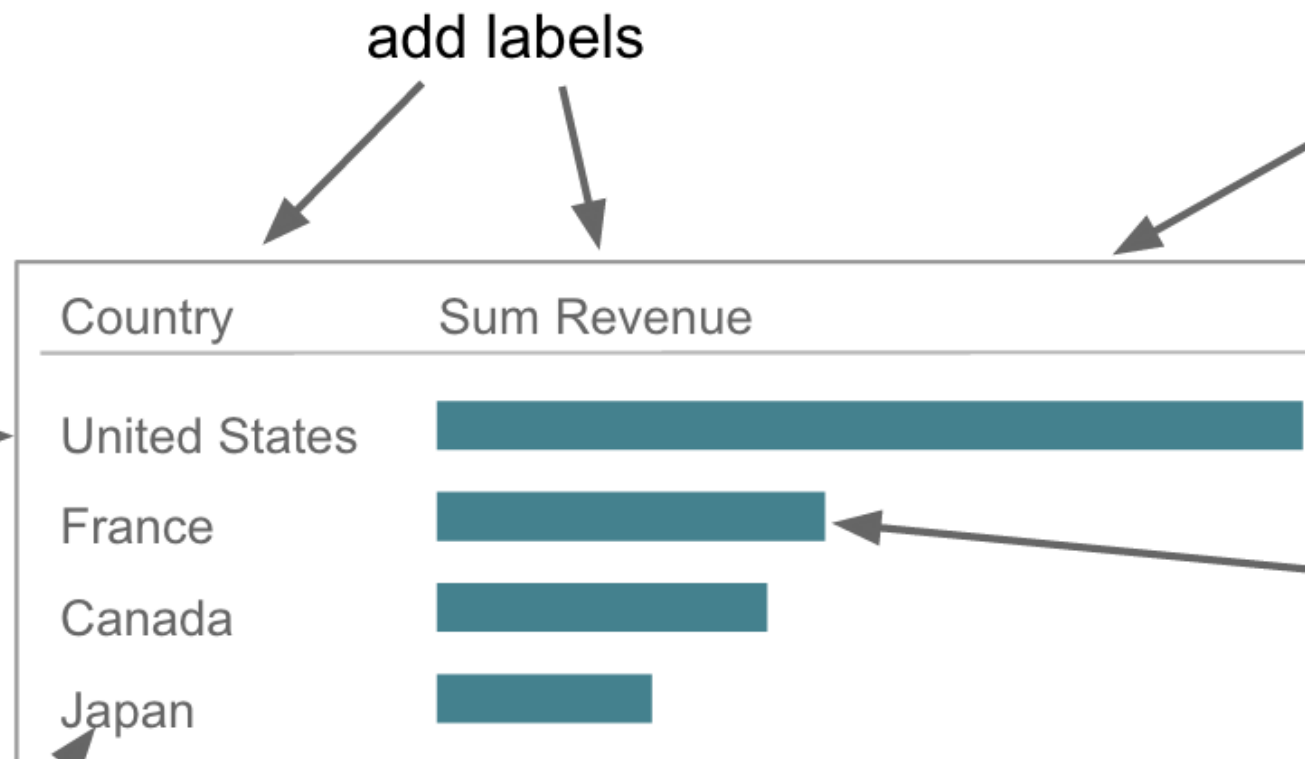 add labels
Country Sum Revenue
United States
France
Canada
Japan